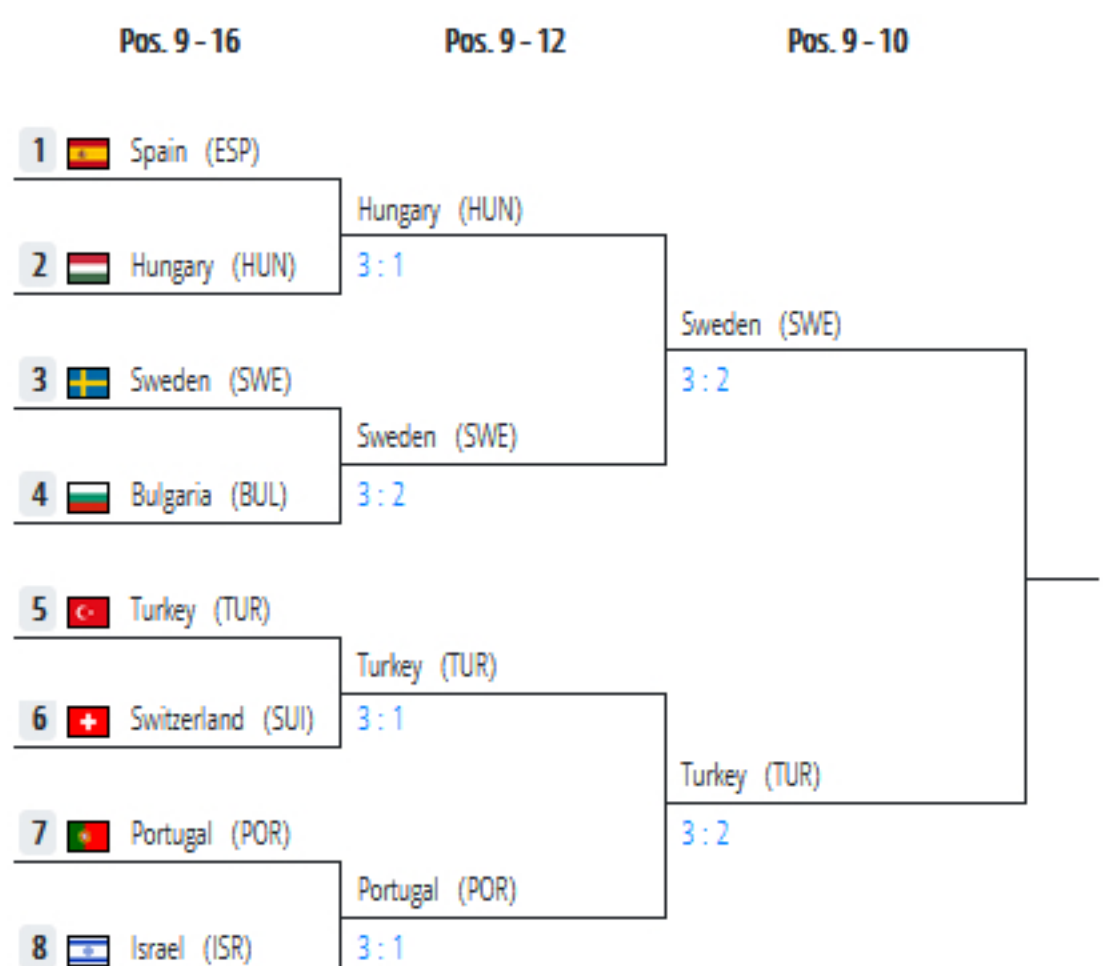 Pos. 9 - 16 Pos. 9 - 12 Pos. 9 - 10
1 Spain (ESP)
Hungary (HUN)
2 Hungary (HUN) 3 : 1
Sweden (SWE)
3 Sweden (SWE) 3 : 2
Sweden (SWE)
4 Bulgaria (BUL) 3 : 2
5 Turkey (TUR)
Turkey (TUR)
6 Switzerland (SUI) 3 : 1
Turkey (TUR)
7 Portugal (POR) 3 : 2
Portugal (POR)
8 Israel (ISR) 3 : 1